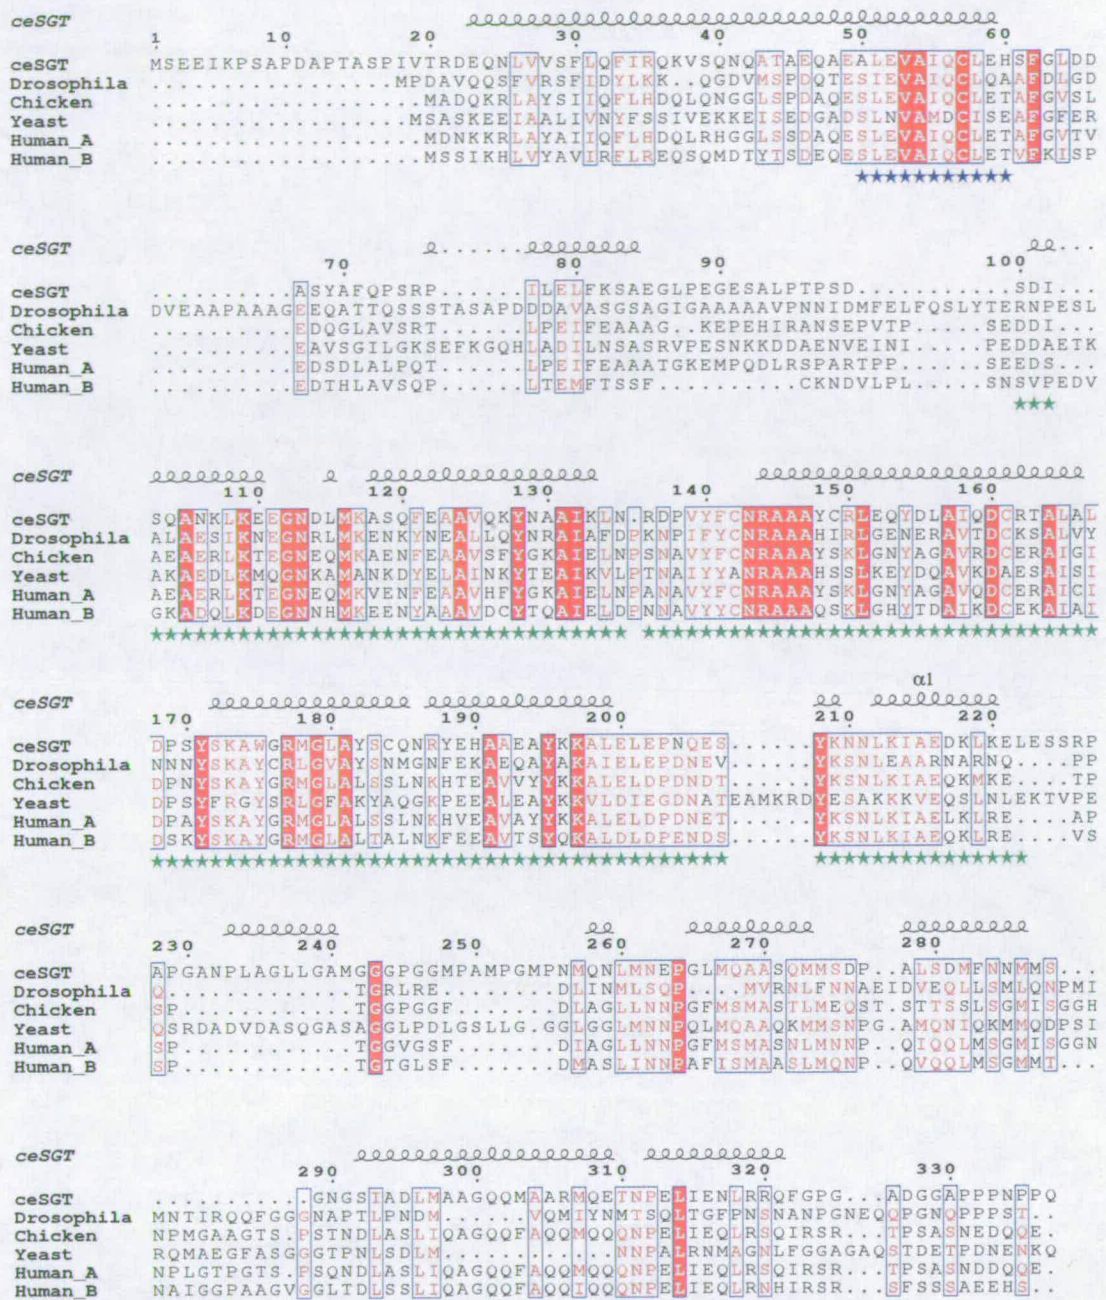 ceSGT
1 10 20 30 40 50 60
ceSGT MSEEIKPSAPDAPTASPIVTRDEQNLVVSFLQFIRQKVSQNQATAEQAEALEVAIQCLEHSFGLDD
Drosophila .................MPDAVQQSFVRSFIDYLKK..QGDVMSPDTQESIEVAIQCLQAAFDLGD
Chicken ...................MADQKRLAYSIIQFLHDQLQNGGLSPDAQESLEVAIQCLETAFGVSL
Yeast ..................MSASKEEIAALIVNYFSSIVEKKEISEDGADSLNVAMDCISEAFGFER
Human_A ...................MDNKKRLAYAIIQFLHDQLRHGGLSSDAQESLEVAIQCLETAFGVTV
Human_B ...................MSSIKHLVYAVIRFLREQSQMDTYTSDEQESLEVAIQCLETVFKISP
★★★★★★★★★★★
ceSGT
70 80 90 100
ceSGT ..........ASYAFQPSRP.......ILELFKSAEGLPEGESALPTPSD...........SDI...
Drosophila DVEAAPAAAGEEQATTQSSSTASAPDDDAVASGSAGIGAAAAAVPNNIDMFELFQSLYTERNPESL
Chicken ..........EDQGLAVSRT.......LPEIFEAAAG..KEPEHIRANSEPVTP.....SEDDI...
Yeast ..........EAVSGILGKSEFKGQHLADILNSASRVPESNKKDDAENVEINI......PEDDAETK
Human_A ..........EDSDLALPQT.......LPEIFEAAATGKEMPQDLRSPARTPP......SEEDS...
Human_B ..........EDTHLAVSQP.......LTEMFTSSF..........CKNDVLPL.....SNSVPEDV
★★★
ceSGT
110 120 130 140 150 160
ceSGT SQANKLKEEGNDLMKASQFEAAVQKYNAAIKLN.RDPVYFCNRAAAYCRLEQYDLAIQDCRTALAL
Drosophila ALAESIKNEGNRLMKENKYNEALLQYNRAIAFDPKNPIFYCNRAAAHIRLGENERAVTDCKSALVY
Chicken AEAERLKTEGNEQMKVENFEAAVSFYGKAIELNPSNAVYFCNRAAAYSKLGNYAGAVRDCERAIGI
Yeast AKAEDLKMQGNKAMANKDYELAINKYTEAIKVLPTNAIYYANRAAAHSSLKEYDQAVKDAESAISI
Human_A AEAERLKTEGNEQMKVENFEAAVHFYGKAIELNPANAVYFCNRAAAYSKLGNYAGAVQDCERAICI
Human_B GKADQLKDEGNNHMKEENYAAAVDCYTQAIELDPNNAVYYCNRAAAQSKLGHYTDAIKDCEKAIAI
★★★★★★★★★★★★★★★★★★★★★★★★★★★★★★★★★ ★★★★★★★★★★★★★★★★★★★★★★★★★★★★★★★★
α1
ceSGT
170 180 190 200 210 220
ceSGT DPSYSKAWGRMGLAYSCQNRYEHAAEAYKKALELEPNQES......YKNNLKIAEDKLKELESSRP
Drosophila NNNYSKAYCRLGVAYSNMGNFEKAEQAYAKAIELEPDNEV......YKSNLEAARNARNQ...PP
Chicken DPNYSKAYGRMGLALSSLNKHTEAVVYYKKALELDPDNDT......YKSNLKIAEQKMKE....TP
Yeast DPSYFRGYSRLGFAKYAQGKPEEALEAYKKVLDIEGDNATEAMKRDYESAKKKVEQSLNLEKTVPE
Human_A DPAYSKAYGRMGLALSSLNKHVEAVAYYKKALELDPDNET......YKSNLKIAELKLRE....AP
Human_B DSKYSKAYGRMGLALTALNKFEEAVTSYQKALDLDPENDS......YKSNLKIAEQKLRE....VS
★★★★★★★★★★★★★★★★★★★★★★★★★★★★★★★★★★★★★★★★ ★★★★★★★★★★★★★★★
ceSGT
230 240 250 260 270 280
ceSGT APGANPLAGLLGAMGGGPGGMPAMPGMPNMQNLMNEPGLMQAASQMMSDP...ALSDMFNNMMS...
Drosophila Q..............TGRLRE........DLINMLSQP....MVRNLFNNAEIDVEQLLSMLQNPMI
Chicken SP.............TGGPGGF.......DLAGLLNNPGFMSMASTLMEQST.STTSSLSGMISGGH
Yeast QSRDADVDASQGASAGGLPDLGSLLG.GGLGGLMNNPQLMQAAQKMMSNPG.AMQNIQKMMQDPSI
Human_A SP.............TGGVGSF.......DIAGLLNNPGFMSMASNLMNNP...QIQQLMSGMISGGN
Human_B SP.............TGTGLSF.......DMASLINNPAFISMAASLMQNP...QVQQLMSGMMT....
ceSGT
290 300 310 320 330
ceSGT ..........GNGSIADLMAAGQQMAARMQETNPELIENLRRQFGPG...ADGGAPPPNPPQ
Drosophila MNTIRQQFGGGNAPTLPNDM........VQMIYNMTSQLTGFPNSNANPGNEQQPGNQPPPST..
Chicken NPMGAAGTS.PSTNDLASLIQAGQQFAQQMQQQNPELIEQLRSQIRSR...TPSASNEDQQE.
Yeast RQMAEGFASGGGTPNLSDLM............NNPALRNMAGNLFGGAGAQSTDETPDNENKQ
Human_A NPLGTPGTS.PSQNDLASLIQAGQQFAQQMQQQNPELIEQLRSQIRSR...TPSASNDDQQE.
Human_B NAIGGPAAGVGGLTDLSSLIQAGQQFAQQIQQQNPELIEQLRNHIRSR...SFSSSAEEHS..